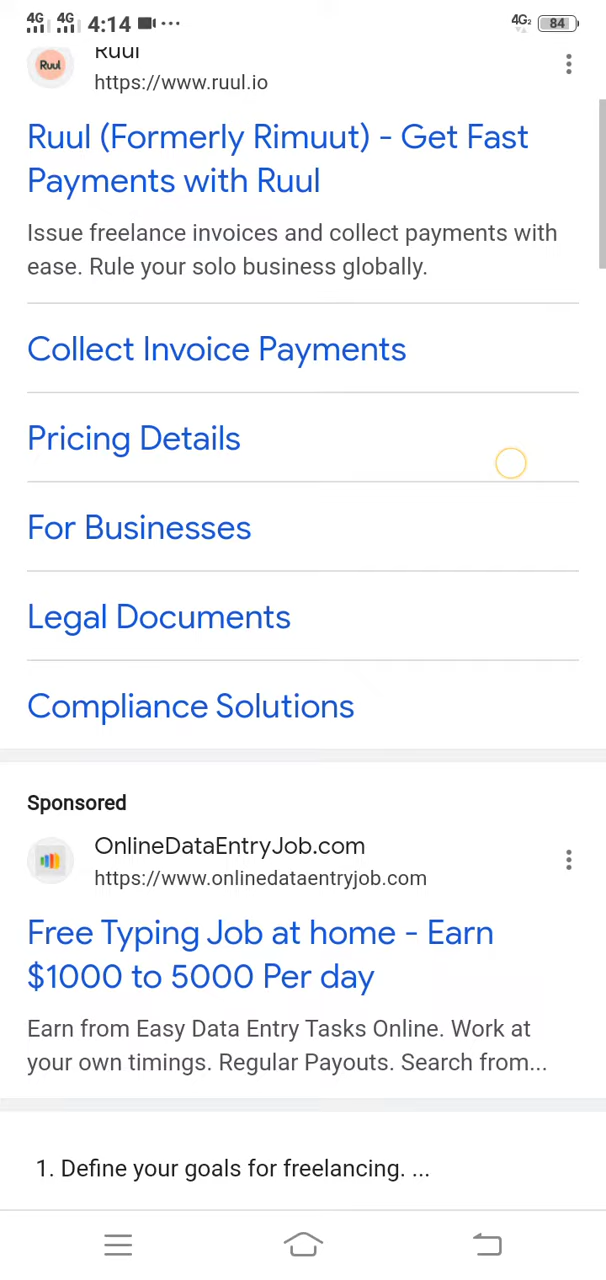 4G 4G 4:14 ... 4G2 84
Ruul
Ruul
https://www.ruul.io
Ruul (Formerly Rimuut) - Get Fast
Payments with Ruul
Issue freelance invoices and collect payments with
ease. Rule your solo business globally.
Collect Invoice Payments
Pricing Details
For Businesses
Legal Documents
Compliance Solutions
Sponsored
OnlineDataEntryJob.com
https://www.onlinedataentryjob.com
Free Typing Job at home - Earn
$1000 to 5000 Per day
Earn from Easy Data Entry Tasks Online. Work at
your own timings. Regular Payouts. Search from...
1. Define your goals for freelancing. ...